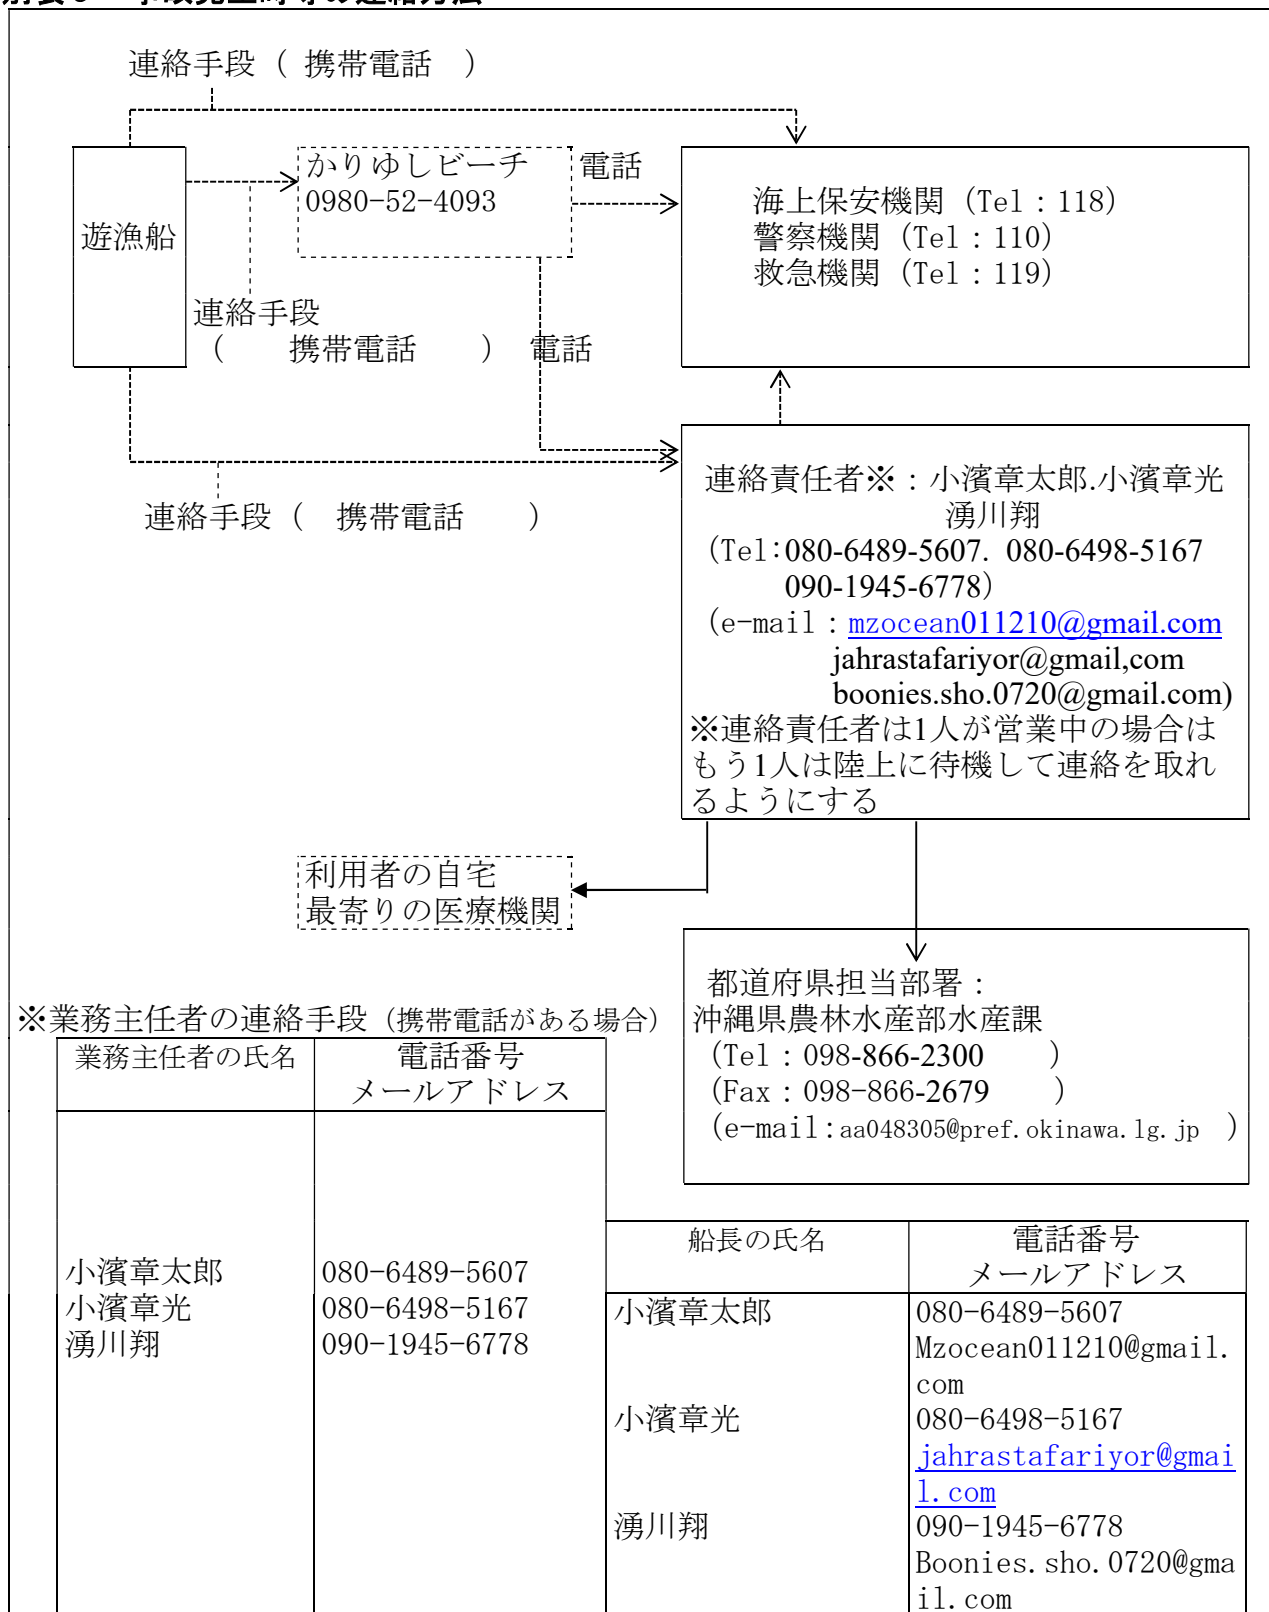 連絡手段（ 携帯電話 ）
かりゆしビーチ
0980-52-4093
電話
遊漁船
海上保安機関（Tel：118）
警察機関（Tel：110）
救急機関（Tel：119）
連絡手段
（ 携帯電話 ）
電話
連絡手段（ 携帯電話 ）
連絡責任者※：小濱章太郎.小濱章光
湧川翔
（Tel:080-6489-5607. 080-6498-5167
090-1945-6778）
（e-mail：mzocean011210@gmail.com
jahrastafariyor@gmail,com
boonies.sho.0720@gmail.com)
※連絡責任者は1人が営業中の場合は
もう1人は陸上に待機して連絡を取れ
るようにする
利用者の自宅
最寄りの医療機関
都道府県担当部署：
沖縄県農林水産部水産課
（Tel：098-866-2300 ）
（Fax：098-866-2679 ）
（e-mail:aa048305@pref.okinawa.lg.jp ）
※業務主任者の連絡手段（携帯電話がある場合）
業務主任者の氏名
電話番号
メールアドレス
小濱章太郎 080-6489-5607
小濱章光 080-6498-5167
湧川翔 090-1945-6778
船長の氏名
電話番号
メールアドレス
小濱章太郎 080-6489-5607
Mzocean011210@gmail.
com
小濱章光 080-6498-5167
jahrastafariyor@gmai
l.com
湧川翔 090-1945-6778
Boonies.sho.0720@gma
il.com